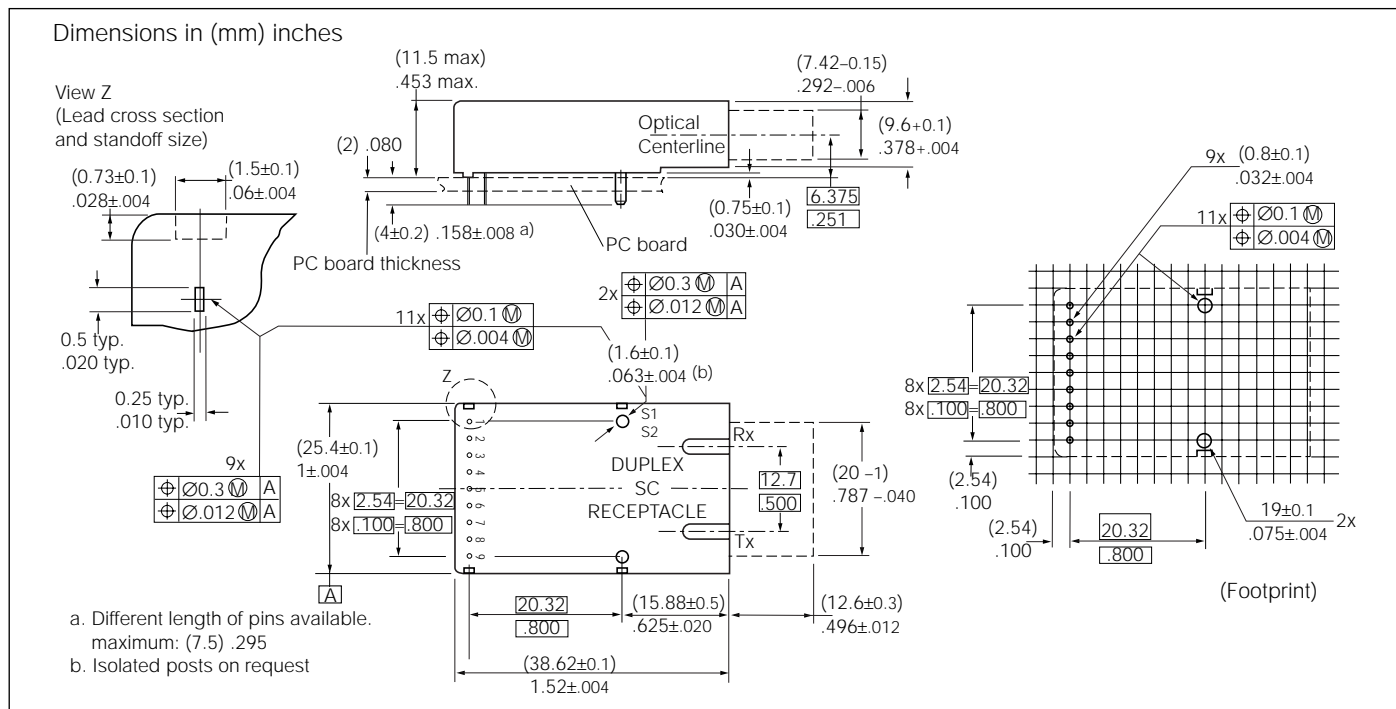 Dimensions in (mm) inches
View Z
(Lead cross section
and standoff size)
(11.5 max)
.453 max.
(7.42–0.15)
.292–.006
Optical
Centerline
(9.6+0.1)
.378+.004
(2) .080
(0.73±0.1)
.028±.004
(1.5±0.1)
.06±.004
(4±0.2) .158±.008 a)
PC board thickness
PC board
(0.75±0.1)
.030±.004
6.375
.251
9x (0.8±0.1)
.032±.004
11x ⌖ Ø0.1 Ⓜ
⌖ Ø.004 Ⓜ
2x ⌖ Ø0.3 Ⓜ A
⌖ Ø.012 Ⓜ A
11x ⌖ Ø0.1 Ⓜ
⌖ Ø.004 Ⓜ
0.5 typ.
.020 typ.
0.25 typ.
.010 typ.
(1.6±0.1)
.063±.004 (b)
Z
9x
⌖ Ø0.3 Ⓜ A
⌖ Ø.012 Ⓜ A
(25.4±0.1)
1±.004
A
8x 2.54=20.32
8x .100=.800
1
2
3
4
5
6
7
8
9
S1
S2
Rx
DUPLEX
SC
RECEPTACLE
Tx
12.7
.500
(20 –1)
.787 –.040
20.32
.800
(15.88±0.5)
.625±.020
(12.6±0.3)
.496±.012
(38.62±0.1)
1.52±.004
8x 2.54=20.32
8x .100=.800
(2.54)
.100
(2.54)
.100
20.32
.800
19±0.1
.075±.004 2x
(Footprint)
a. Different length of pins available.
maximum: (7.5) .295
b. Isolated posts on request